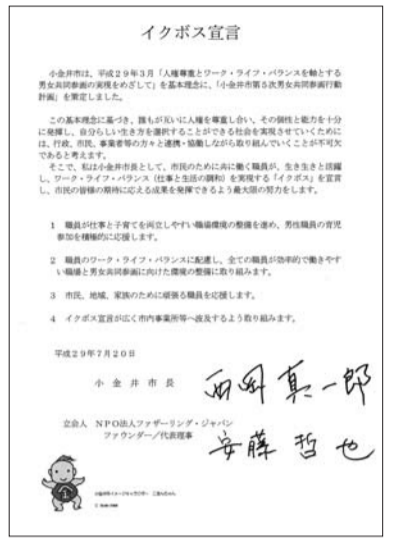 イクボス宣言
小金井市は、平成29年3月「人権尊重とワーク・ライフ・バランスを軸とする
男女共同参画の実現をめざして」を基本理念に、「小金井市第5次男女共同参画行動
計画」を策定しました。
この基本理念に基づき、誰もが互いに人権を尊重し合い、その個性と能力を十分
に発揮し、自分らしい生き方を選択することができる社会を実現させていくために
は、行政、市民、事業者等の方々と連携・協働しながら取り組んでいくことが不可欠
であると考えます。
そこで、私は小金井市長として、市民のために共に働く職員が、生き生きと活躍
し、ワーク・ライフ・バランス（仕事と生活の調和）を実現する「イクボス」を宣言
し、市民の皆様の期待に応える成果を発揮できるよう最大限の努力をします。
1 職員が仕事と子育てを両立しやすい職場環境の整備を進め、男性職員の育児
参加を積極的に応援します。
2 職員のワーク・ライフ・バランスに配慮し、全ての職員が効率的で働きやす
い職場と男女共同参画に向けた環境の整備に取り組みます。
3 市民、地域、家族のために頑張る職員を応援します。
4 イクボス宣言が広く市内事業所等へ波及するよう取り組みます。
平成29年7月20日
小金井市長 西岡真一郎
立会人 NPO法人ファザーリング・ジャパン
ファウンダー／代表理事 安藤哲也
小金井市イメージキャラクター こきんちゃん